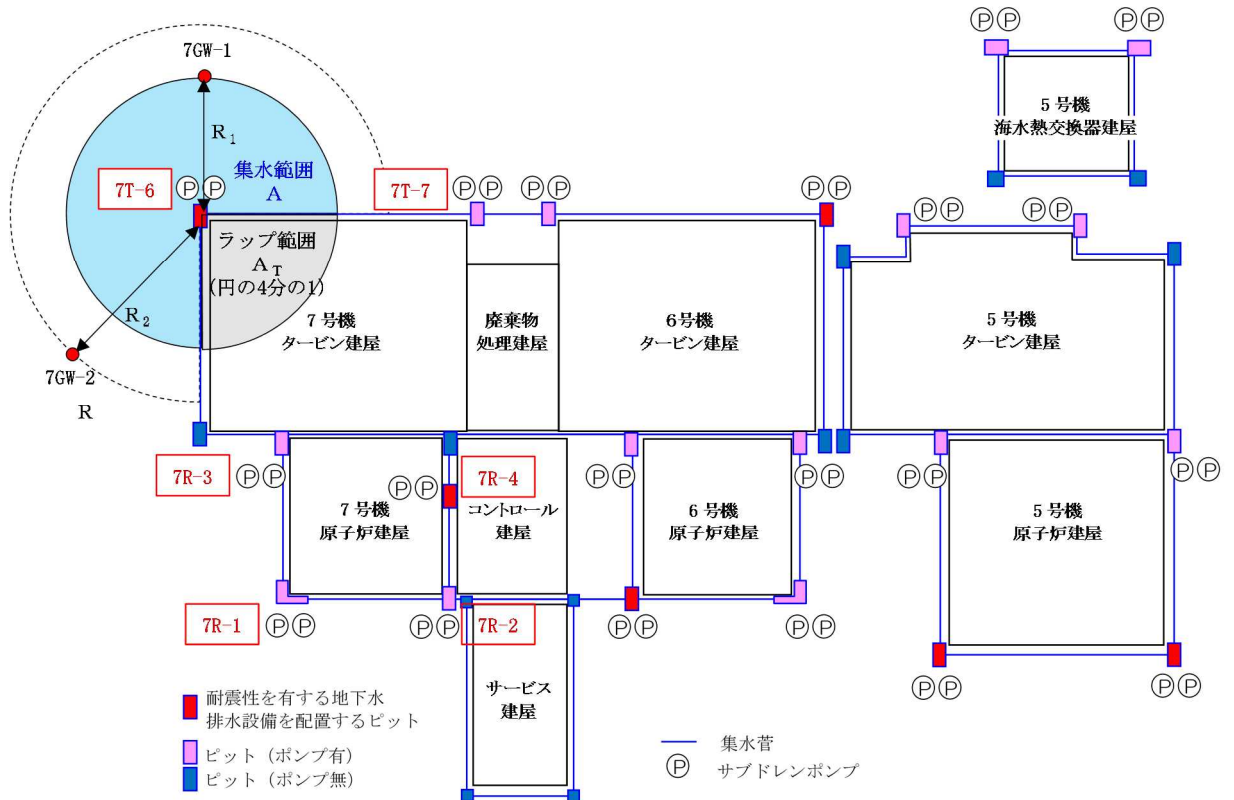 ⓅⓅ
ⓅⓅ
7GW-1
5号機
海水熱交換器建屋
R1
集水範囲
A
7T-6
ⓅⓅ
7T-7
ⓅⓅ
ⓅⓅ
ⓅⓅ
ⓅⓅ
ⓅⓅ
ラップ範囲
AT
(円の4分の1)
R2
7号機
タービン建屋
廃棄物
処理建屋
6号機
タービン建屋
5号機
タービン建屋
7GW-2
R
7R-3
ⓅⓅ
ⓅⓅ
7R-4
ⓅⓅ
ⓅⓅ
ⓅⓅ
ⓅⓅ
7号機
原子炉建屋
コントロール
建屋
6号機
原子炉建屋
5号機
原子炉建屋
7R-1
ⓅⓅ
ⓅⓅ
7R-2
ⓅⓅ
ⓅⓅ
ⓅⓅ
ⓅⓅ
サービス
建屋
耐震性を有する地下水
排水設備を配置するピット
ピット（ポンプ有）
ピット（ポンプ無）
集水菅
Ⓟ サブドレンポンプ